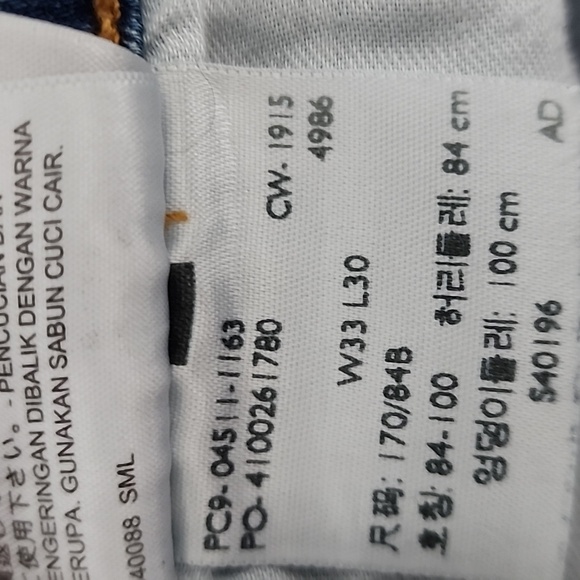 - PENCUCIAN DAN
使用下さい。
ENGERINGAN DIBALIK DENGAN WARNA
ERUPA. GUNAKAN SABUN CUCI CAIR.
40088 SML
PC9-04511-1163 CW-1915
PO-4100261780 4986
W33 L30
尺码: 170/84B
호칭: 84-100 허리둘레: 84 cm
엉덩이둘레: 100 cm
S40196 AD